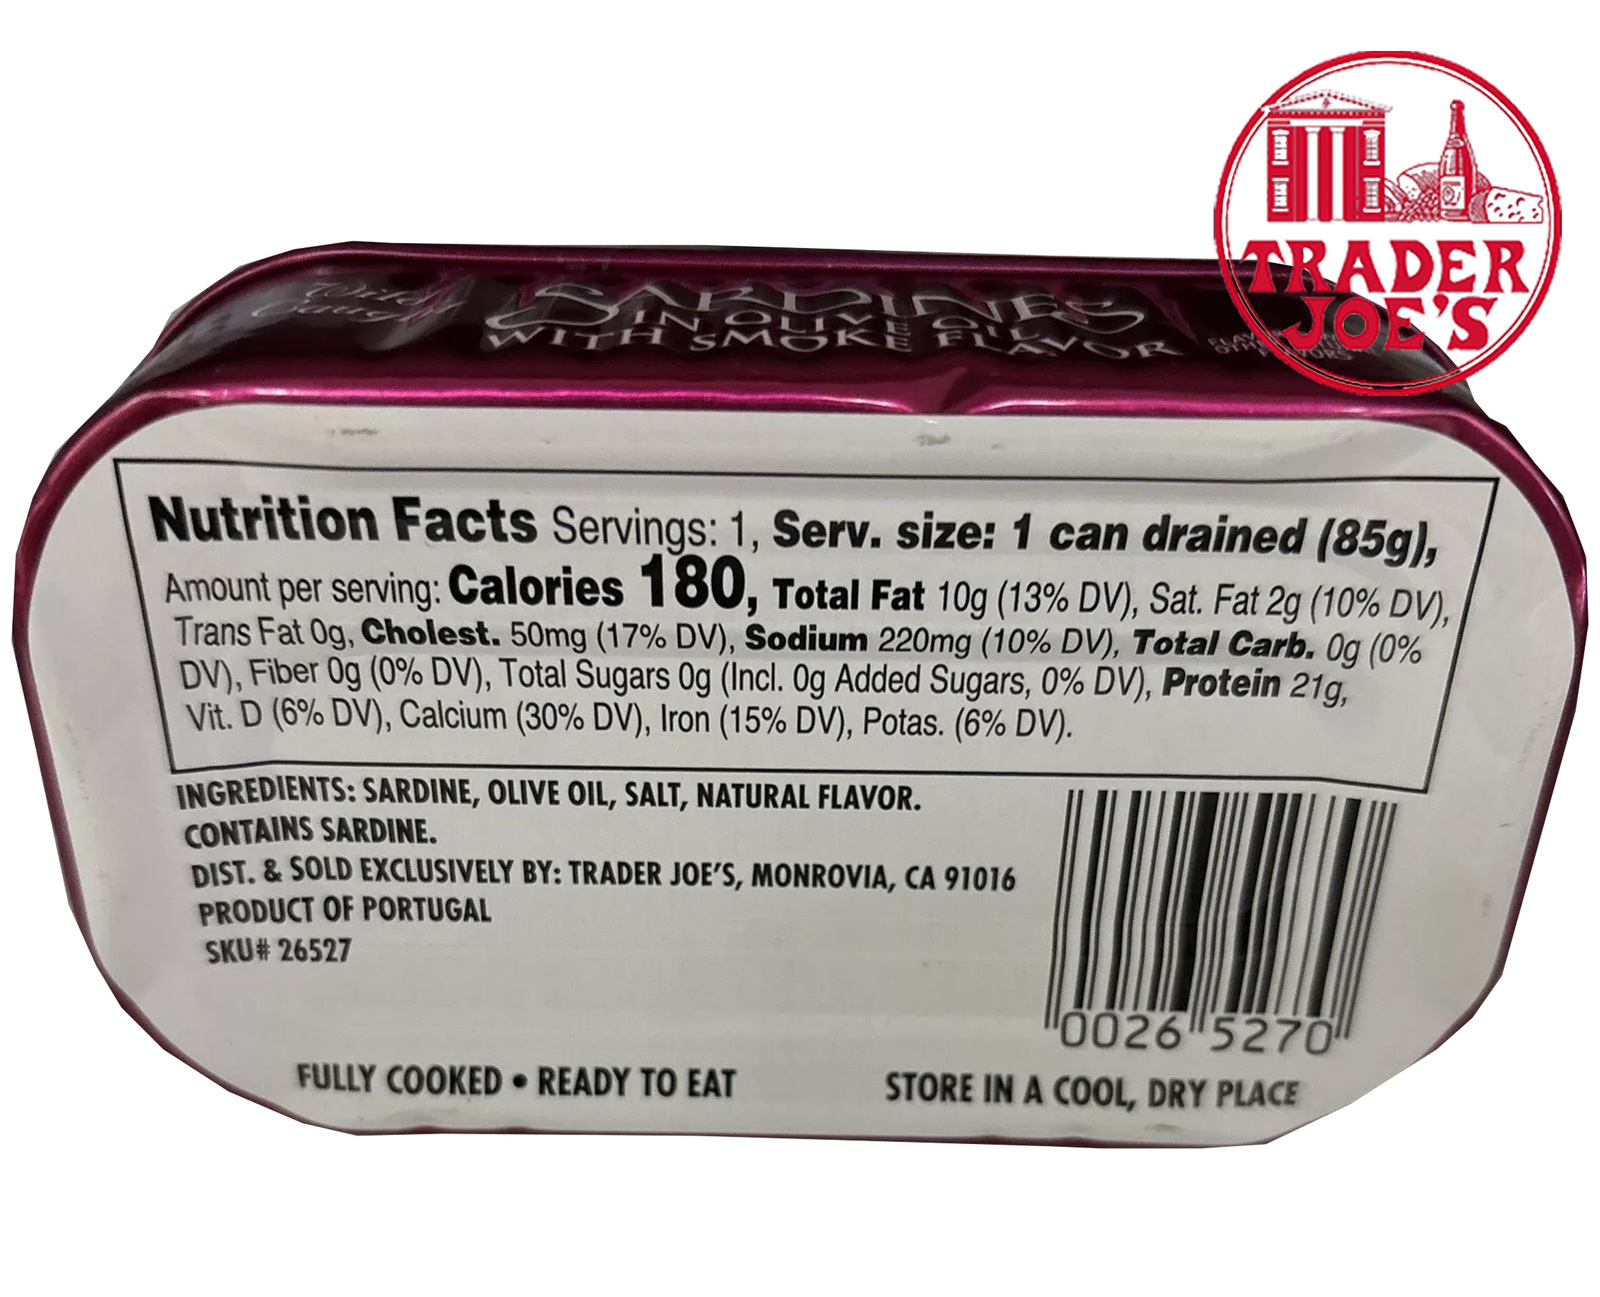 TRADER
JOE'S
Wild
Caught
SARDINES
IN OLIVE OIL
WITH SMOKE FLAVOR
Nutrition Facts Servings: 1, Serv. size: 1 can drained (85g),
Amount per serving: Calories 180, Total Fat 10g (13% DV), Sat. Fat 2g (10% DV),
Trans Fat 0g, Cholest. 50mg (17% DV), Sodium 220mg (10% DV), Total Carb. 0g (0%
DV), Fiber 0g (0% DV), Total Sugars 0g (Incl. 0g Added Sugars, 0% DV), Protein 21g,
Vit. D (6% DV), Calcium (30% DV), Iron (15% DV), Potas. (6% DV).
INGREDIENTS: SARDINE, OLIVE OIL, SALT, NATURAL FLAVOR.
CONTAINS SARDINE.
DIST. & SOLD EXCLUSIVELY BY: TRADER JOE'S, MONROVIA, CA 91016
PRODUCT OF PORTUGAL
SKU# 26527
0026 5270
FULLY COOKED • READY TO EAT
STORE IN A COOL, DRY PLACE